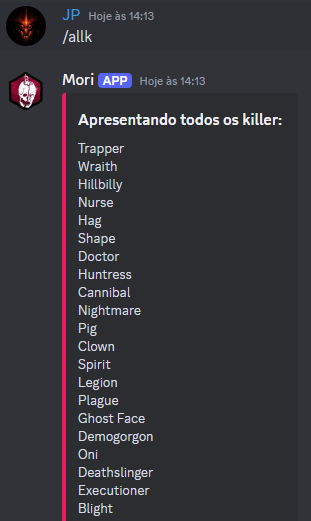 JP Hoje às 14:13
/allk
Mori APP Hoje às 14:13
Apresentando todos os killer:
Trapper
Wraith
Hillbilly
Nurse
Hag
Shape
Doctor
Huntress
Cannibal
Nightmare
Pig
Clown
Spirit
Legion
Plague
Ghost Face
Demogorgon
Oni
Deathslinger
Executioner
Blight